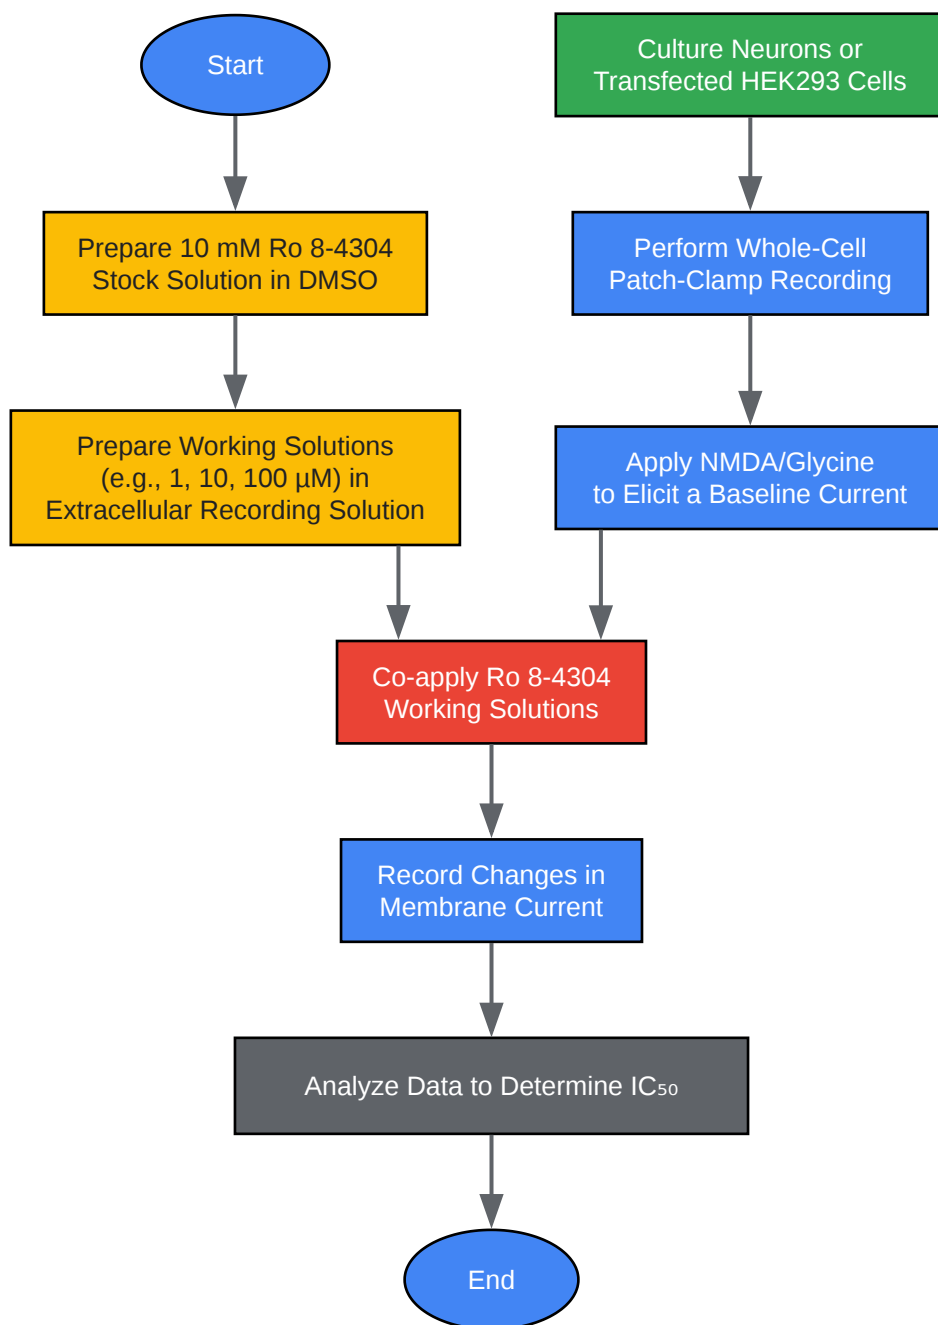 Start
Culture Neurons or
Transfected HEK293 Cells
Prepare 10 mM Ro 8-4304
Stock Solution in DMSO
Perform Whole-Cell
Patch-Clamp Recording
Prepare Working Solutions
(e.g., 1, 10, 100 µM) in
Extracellular Recording Solution
Apply NMDA/Glycine
to Elicit a Baseline Current
Co-apply Ro 8-4304
Working Solutions
Record Changes in
Membrane Current
Analyze Data to Determine IC₅₀
End